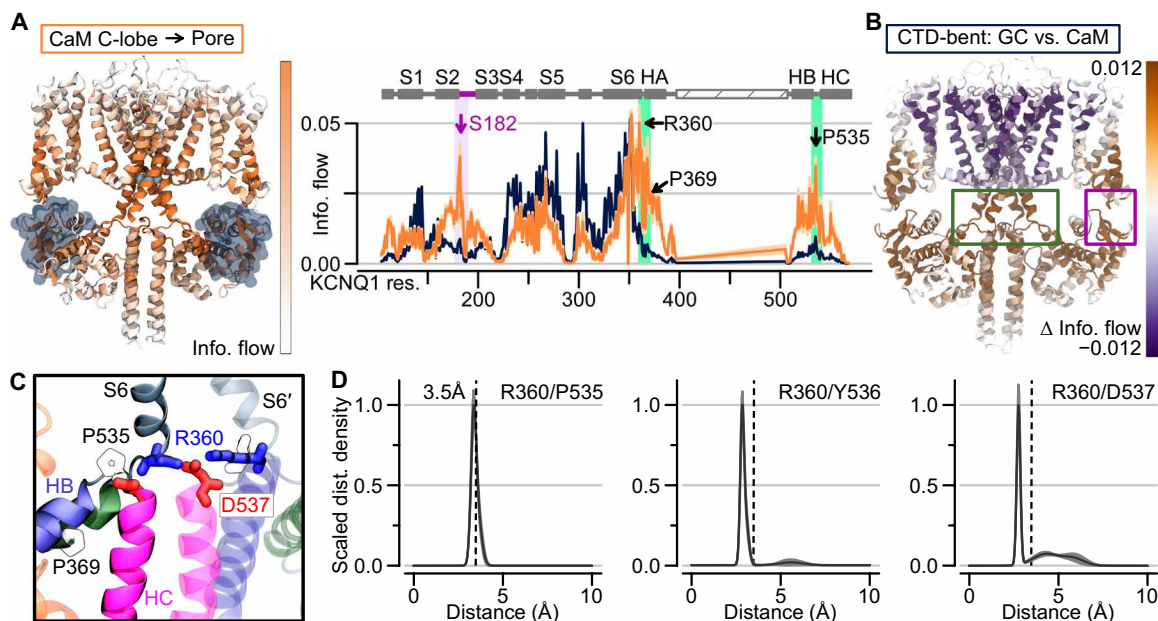 A
CaM C-lobe → Pore
Info. flow
S1 S2 S3S4 S5 S6 HA HB HC
0.05
S182
R360
P535
P369
Info. flow
0.00
KCNQ1 res.
200 300 400 500
B
CTD-bent: GC vs. CaM
0.012
Δ Info. flow
−0.012
C
S6
S6′
P535
R360
HB
D537
P369
HC
D
3.5Å R360/P535
R360/Y536
R360/D537
Scaled dist. density
1.0
0.5
0.0
0 5 10
Distance (Å)
1.0
0.5
0.0
0 5 10
Distance (Å)
1.0
0.5
0.0
0 5 10
Distance (Å)